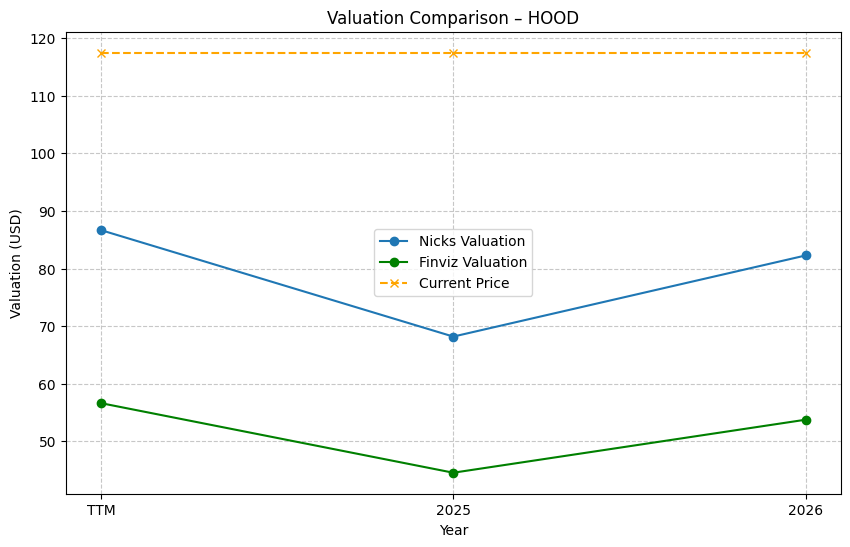 Valuation Comparison – HOOD
120
110
100
90
80
70
60
50
Valuation (USD)
Nicks Valuation
Finviz Valuation
Current Price
TTM 2025 2026
Year